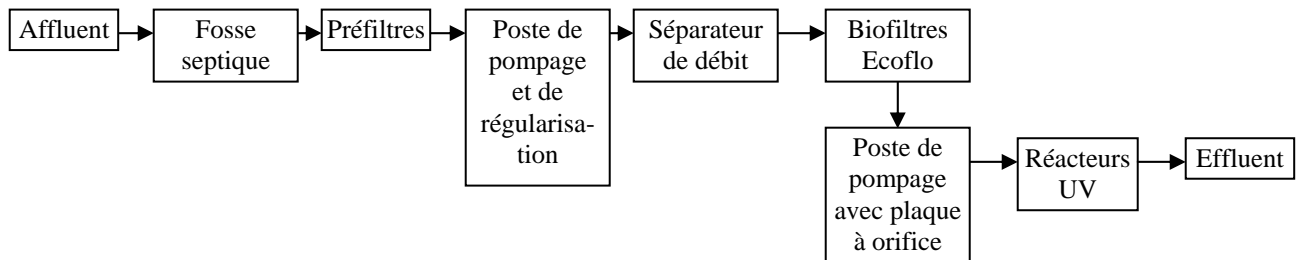 Affluent
Fosse
septique
Préfiltres
Poste de
pompage
et de
régularisa-
tion
Séparateur
de débit
Biofiltres
Ecoflo
Poste de
pompage
avec plaque
à orifice
Réacteurs
UV
Effluent